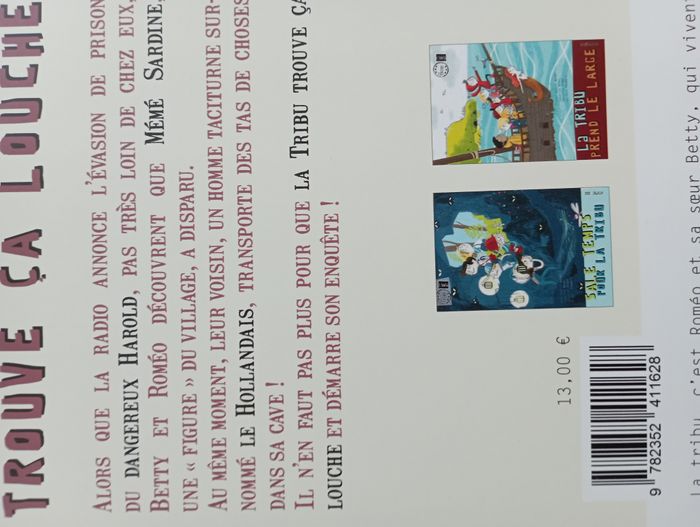 TROUVE ÇA LOUCHE
ALORS QUE LA RADIO ANNONCE L'ÉVASION DE PRISON
DU DANGEREUX HAROLD, PAS TRÈS LOIN DE CHEZ EUX,
BETTY ET ROMÉO DÉCOUVRENT QUE MÉMÉ SARDINE,
UNE « FIGURE » DU VILLAGE, A DISPARU.
AU MÊME MOMENT, LEUR VOISIN, UN HOMME TACITURNE SUR-
NOMMÉ LE HOLLANDAIS, TRANSPORTE DES TAS DE CHOSES
DANS SA CAVE !
IL N'EN FAUT PAS PLUS POUR QUE LA TRIBU TROUVE ÇA
LOUCHE ET DÉMARRE SON ENQUÊTE !
SALE TEMPS
POUR LA TRIBU
LA TRIBU
PREND LE LARGE
13,00 €
9 782352 411628
La tribu, c'est Roméo et sa sœur Betty, qui vivent